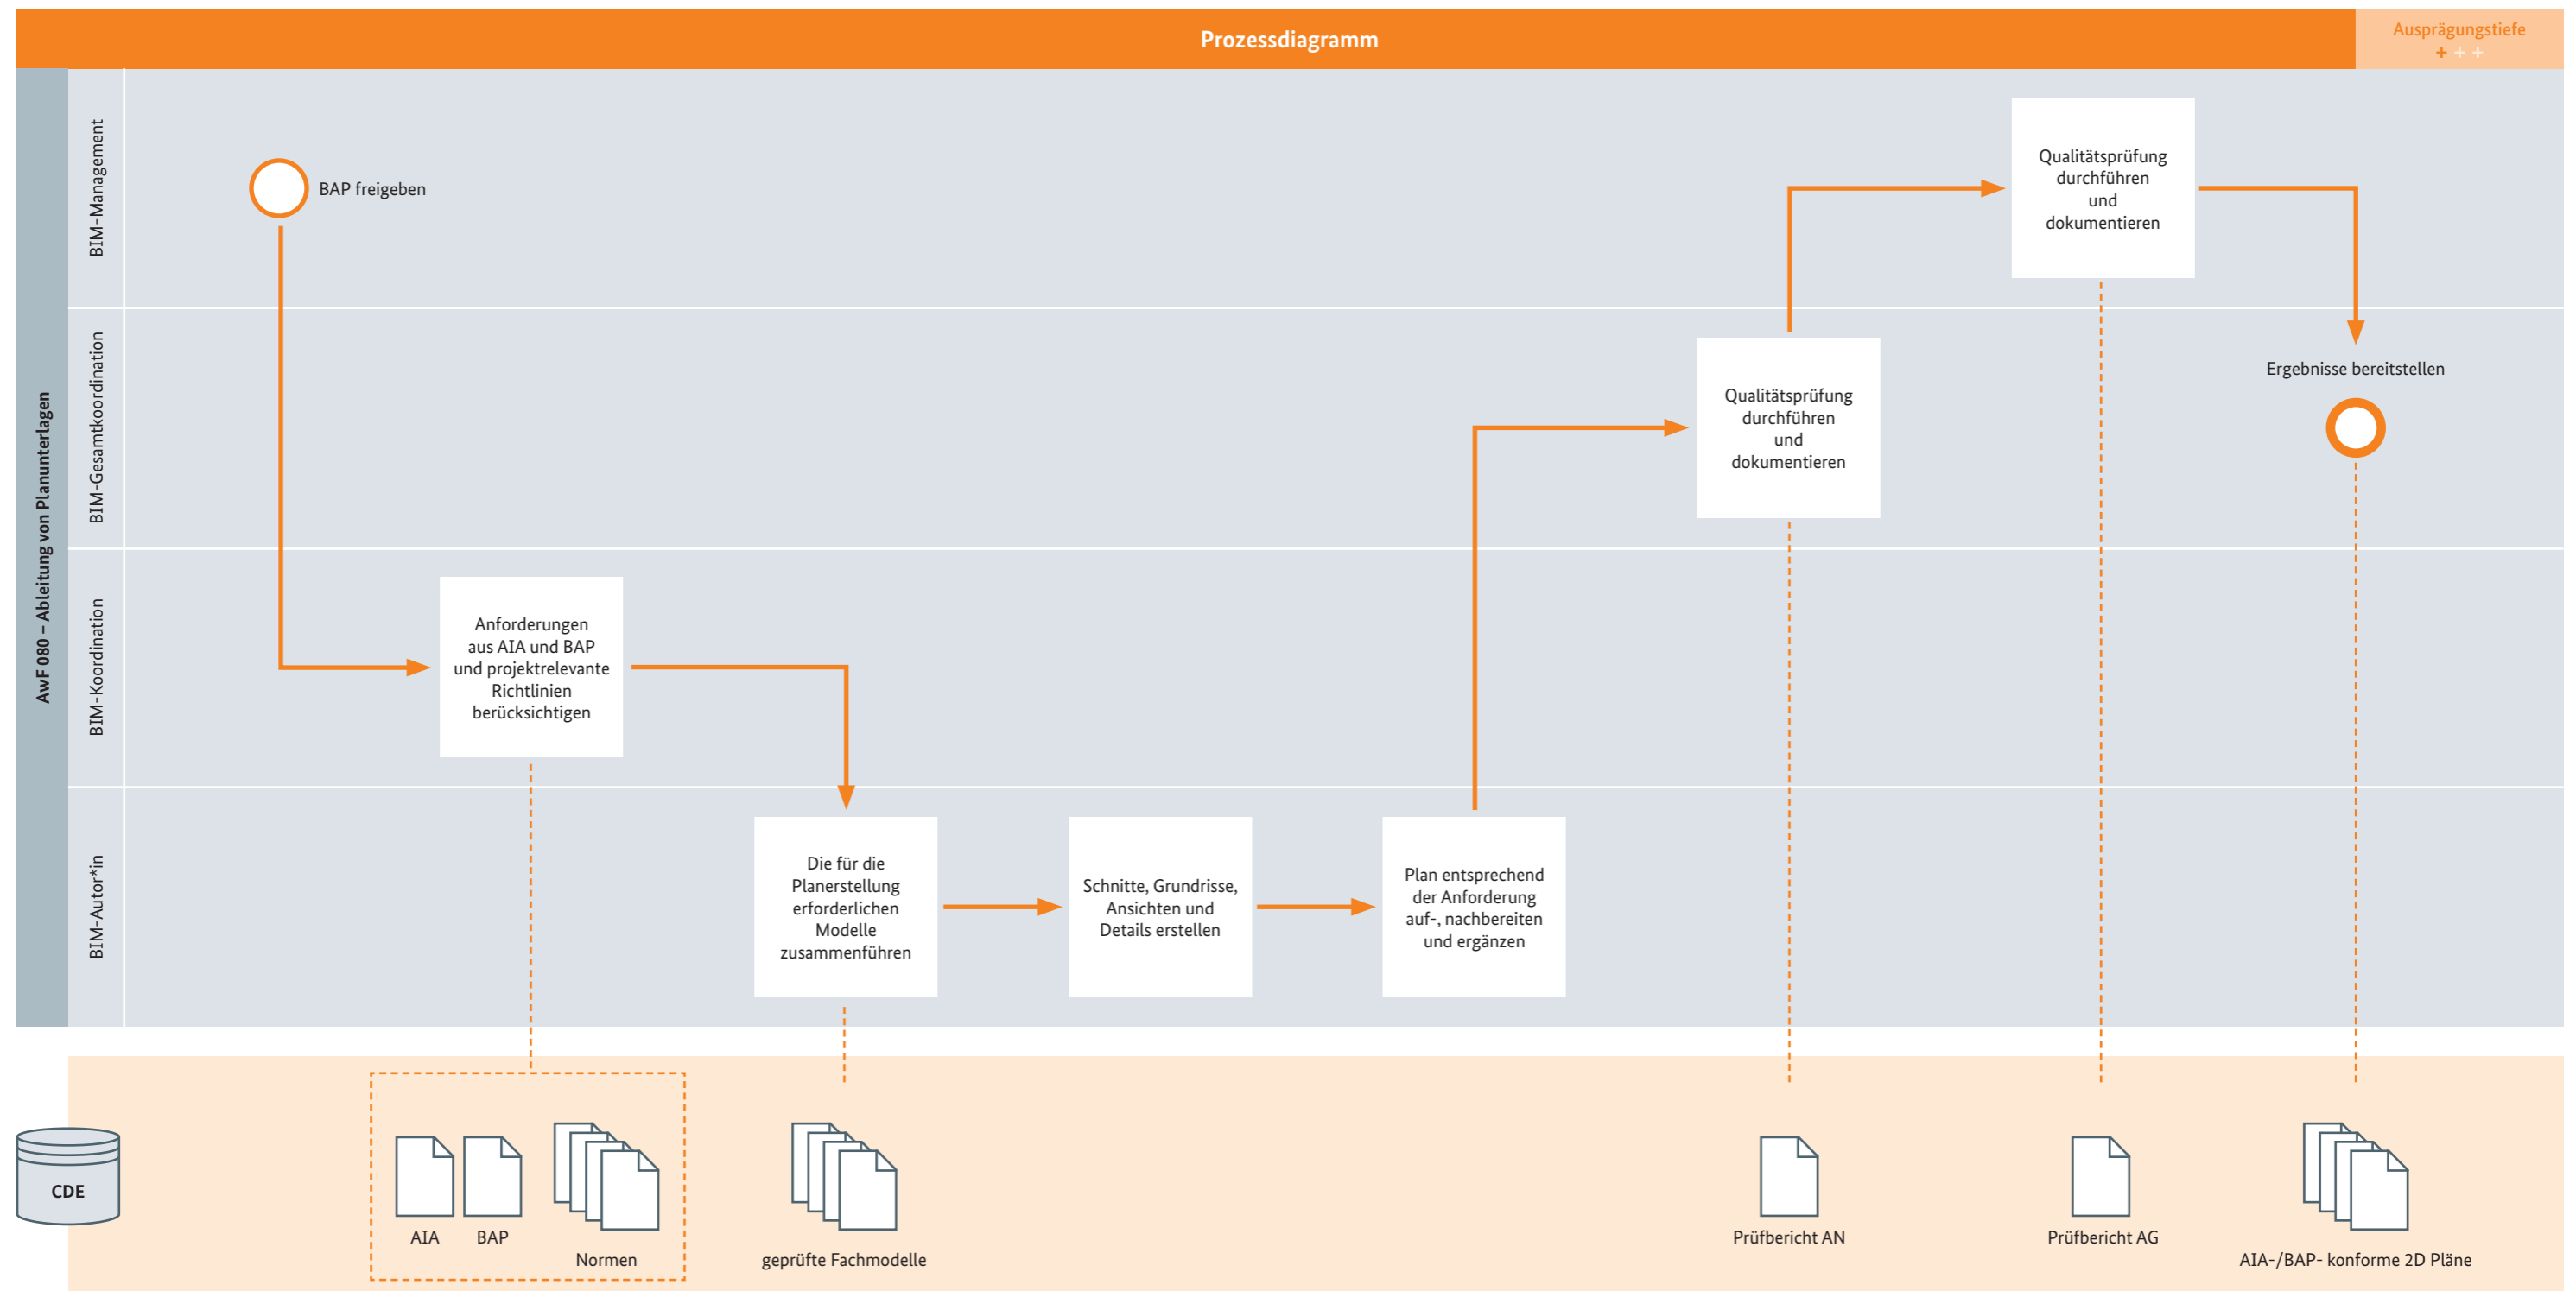 Prozessdiagramm
Ausprägungstiefe
+ + +
AwF 080 – Ableitung von Planunterlagen
BIM-Management
BAP freigeben
Qualitätsprüfung
durchführen
und
dokumentieren
BIM-Gesamtkoordination
Qualitätsprüfung
durchführen
und
dokumentieren
Ergebnisse bereitstellen
BIM-Koordination
Anforderungen
aus AIA und BAP
und projektrelevante
Richtlinien
berücksichtigen
BIM-Autor*in
Die für die
Planerstellung
erforderlichen
Modelle
zusammenführen
Schnitte, Grundrisse,
Ansichten und
Details erstellen
Plan entsprechend
der Anforderung
auf-, nachbereiten
und ergänzen
CDE
AIA
BAP
Normen
geprüfte Fachmodelle
Prüfbericht AN
Prüfbericht AG
AIA-/BAP- konforme 2D Pläne